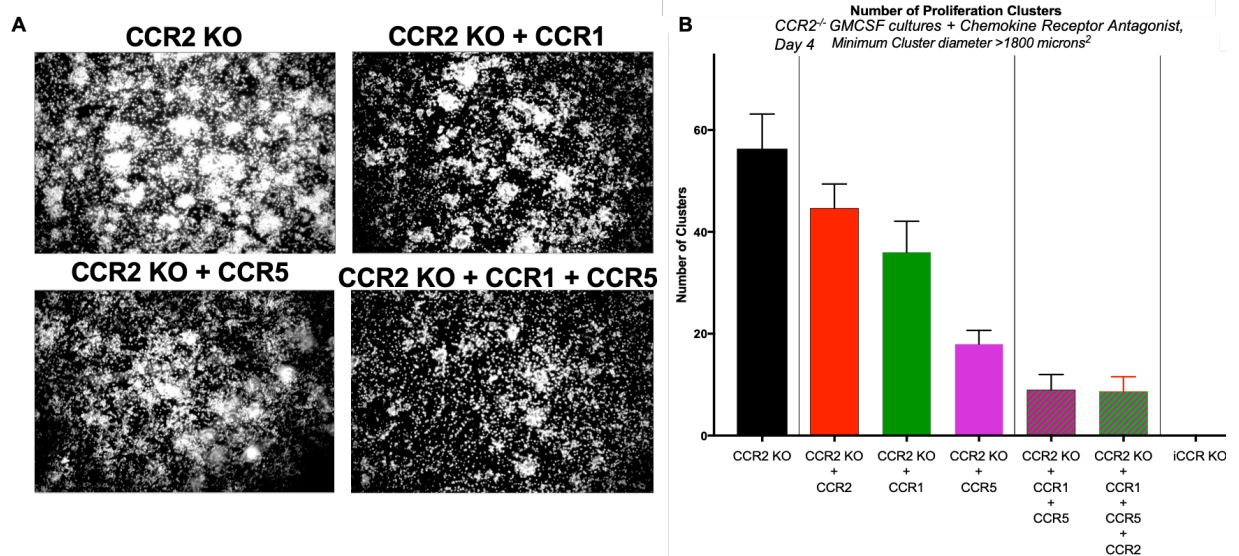 A
CCR2 KO
CCR2 KO + CCR1
CCR2 KO + CCR5
CCR2 KO + CCR1 + CCR5
B
Number of Proliferation Clusters
CCR2-/- GMCSF cultures + Chemokine Receptor Antagonist,
Day 4 Minimum Cluster diameter >1800 microns2
Number of Clusters
60
40
20
0
CCR2 KO
CCR2 KO
+
CCR2
CCR2 KO
+
CCR1
CCR2 KO
+
CCR5
CCR2 KO
+
CCR1
+
CCR5
CCR2 KO
+
CCR1
+
CCR5
+
CCR2
iCCR KO